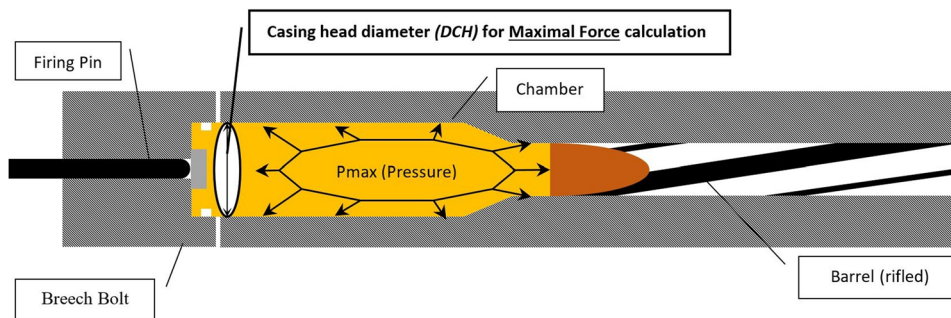 Casing head diameter (DCH) for Maximal Force calculation
Firing Pin
Chamber
Pmax (Pressure)
Barrel (rifled)
Breech Bolt